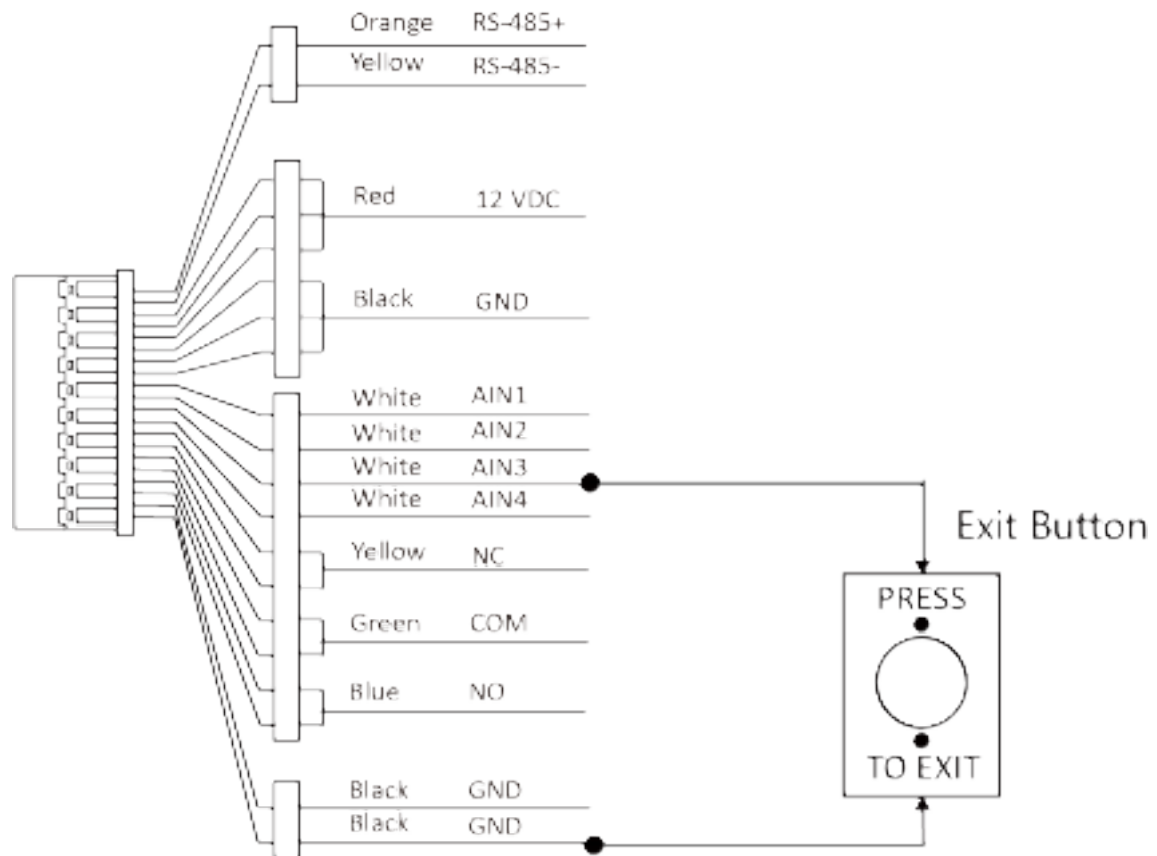 Orange RS-485+
Yellow RS-485-
Red 12 VDC
Black GND
White AIN1
White AIN2
White AIN3
White AIN4
Yellow NC
Green COM
Blue NO
Black GND
Black GND
Exit Button
PRESS
TO EXIT